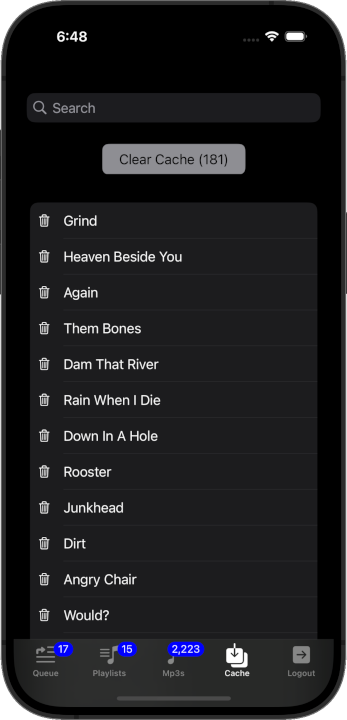 6:48
Search
Clear Cache (181)
Grind
Heaven Beside You
Again
Them Bones
Dam That River
Rain When I Die
Down In A Hole
Rooster
Junkhead
Dirt
Angry Chair
Would?
17 15 2,223
Queue Playlists Mp3s Cache Logout